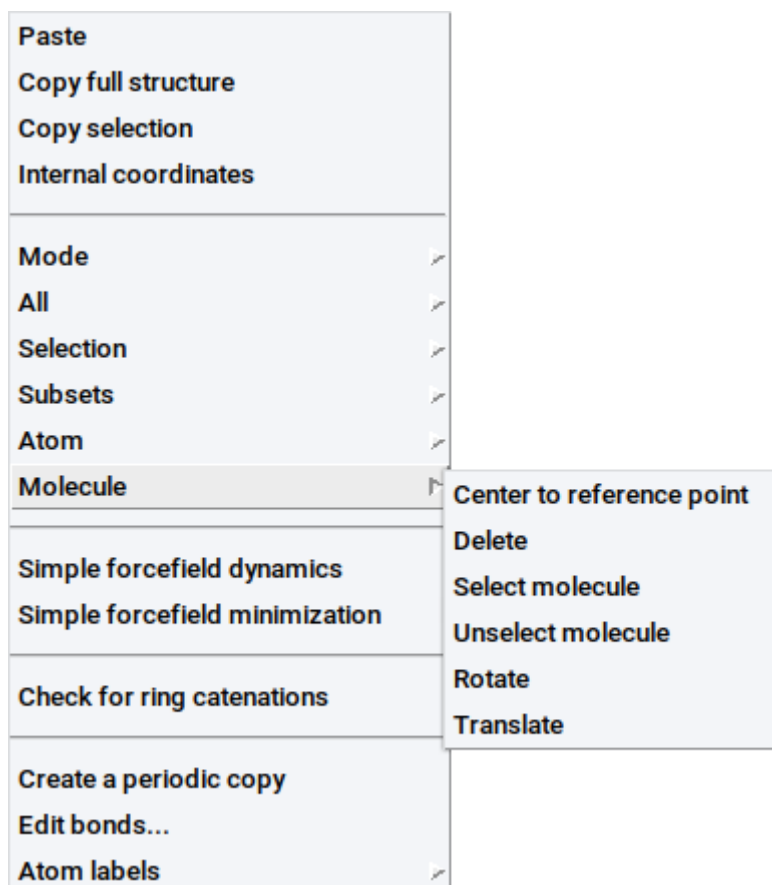 Paste
Copy full structure
Copy selection
Internal coordinates
Mode
All
Selection
Subsets
Atom
Molecule
Center to reference point
Delete
Select molecule
Unselect molecule
Rotate
Translate
Simple forcefield dynamics
Simple forcefield minimization
Check for ring catenations
Create a periodic copy
Edit bonds...
Atom labels